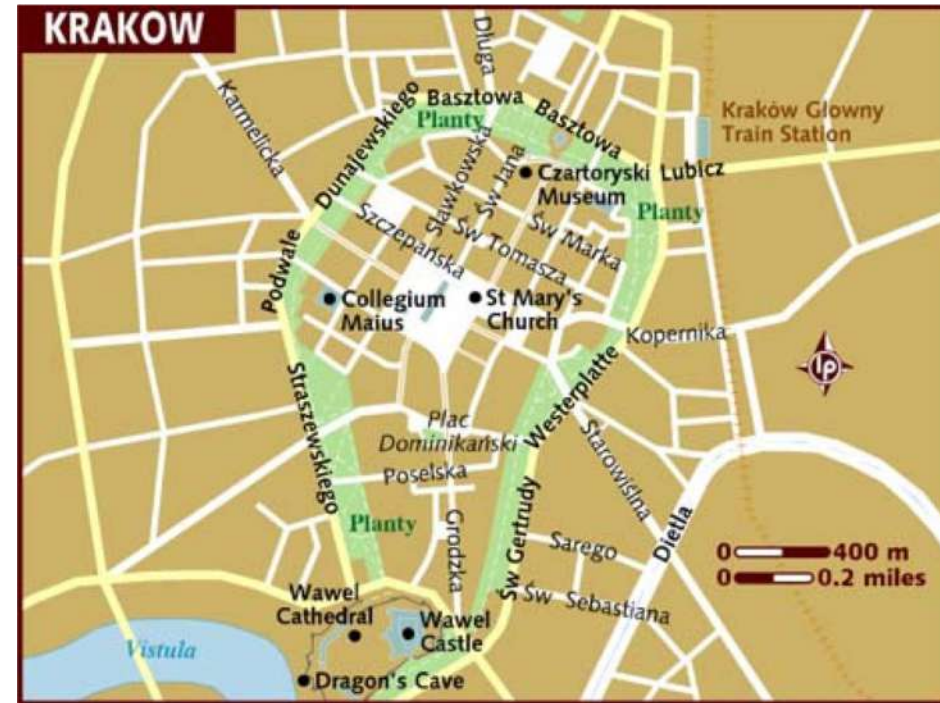 KRAKOW
Długa
Karmelicka
Basztowa
Planty
Basztowa
Dunajewskiego
Kraków Glowny
Train Station
Sławkowska
Św Jana
Czartoryski
Museum
Lubicz
Planty
Szczepańska
Św Tomasza
Św Marka
Podwale
Collegium
Maius
St Mary's
Church
Kopernika
lp
Straszewskiego
Westerplatte
Plac
Dominikański
Starowiślna
Poselska
Planty
Grodzka
Św Gertrudy
Sarego
Dietla
0 400 m
0 0.2 miles
Św Sebastiana
Wawel
Cathedral
Wawel
Castle
Vistula
Dragon's Cave